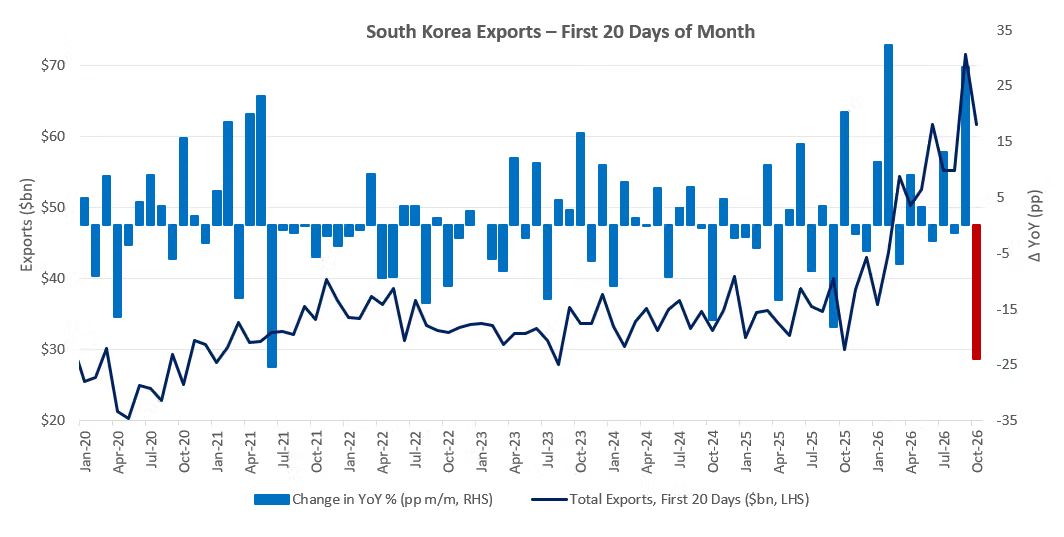 South Korea Exports – First 20 Days of Month
Exports ($bn)
$70
$60
$50
$40
$30
$20
35
25
15
5
-5
-15
-25
-35
Δ YoY (pp)
Jan-20
Apr-20
Jul-20
Oct-20
Jan-21
Apr-21
Jul-21
Oct-21
Jan-22
Apr-22
Jul-22
Oct-22
Jan-23
Apr-23
Jul-23
Oct-23
Jan-24
Apr-24
Jul-24
Oct-24
Jan-25
Apr-25
Jul-25
Oct-25
Jan-26
Apr-26
Jul-26
Oct-26
Change in YoY % (pp m/m, RHS)
Total Exports, First 20 Days ($bn, LHS)